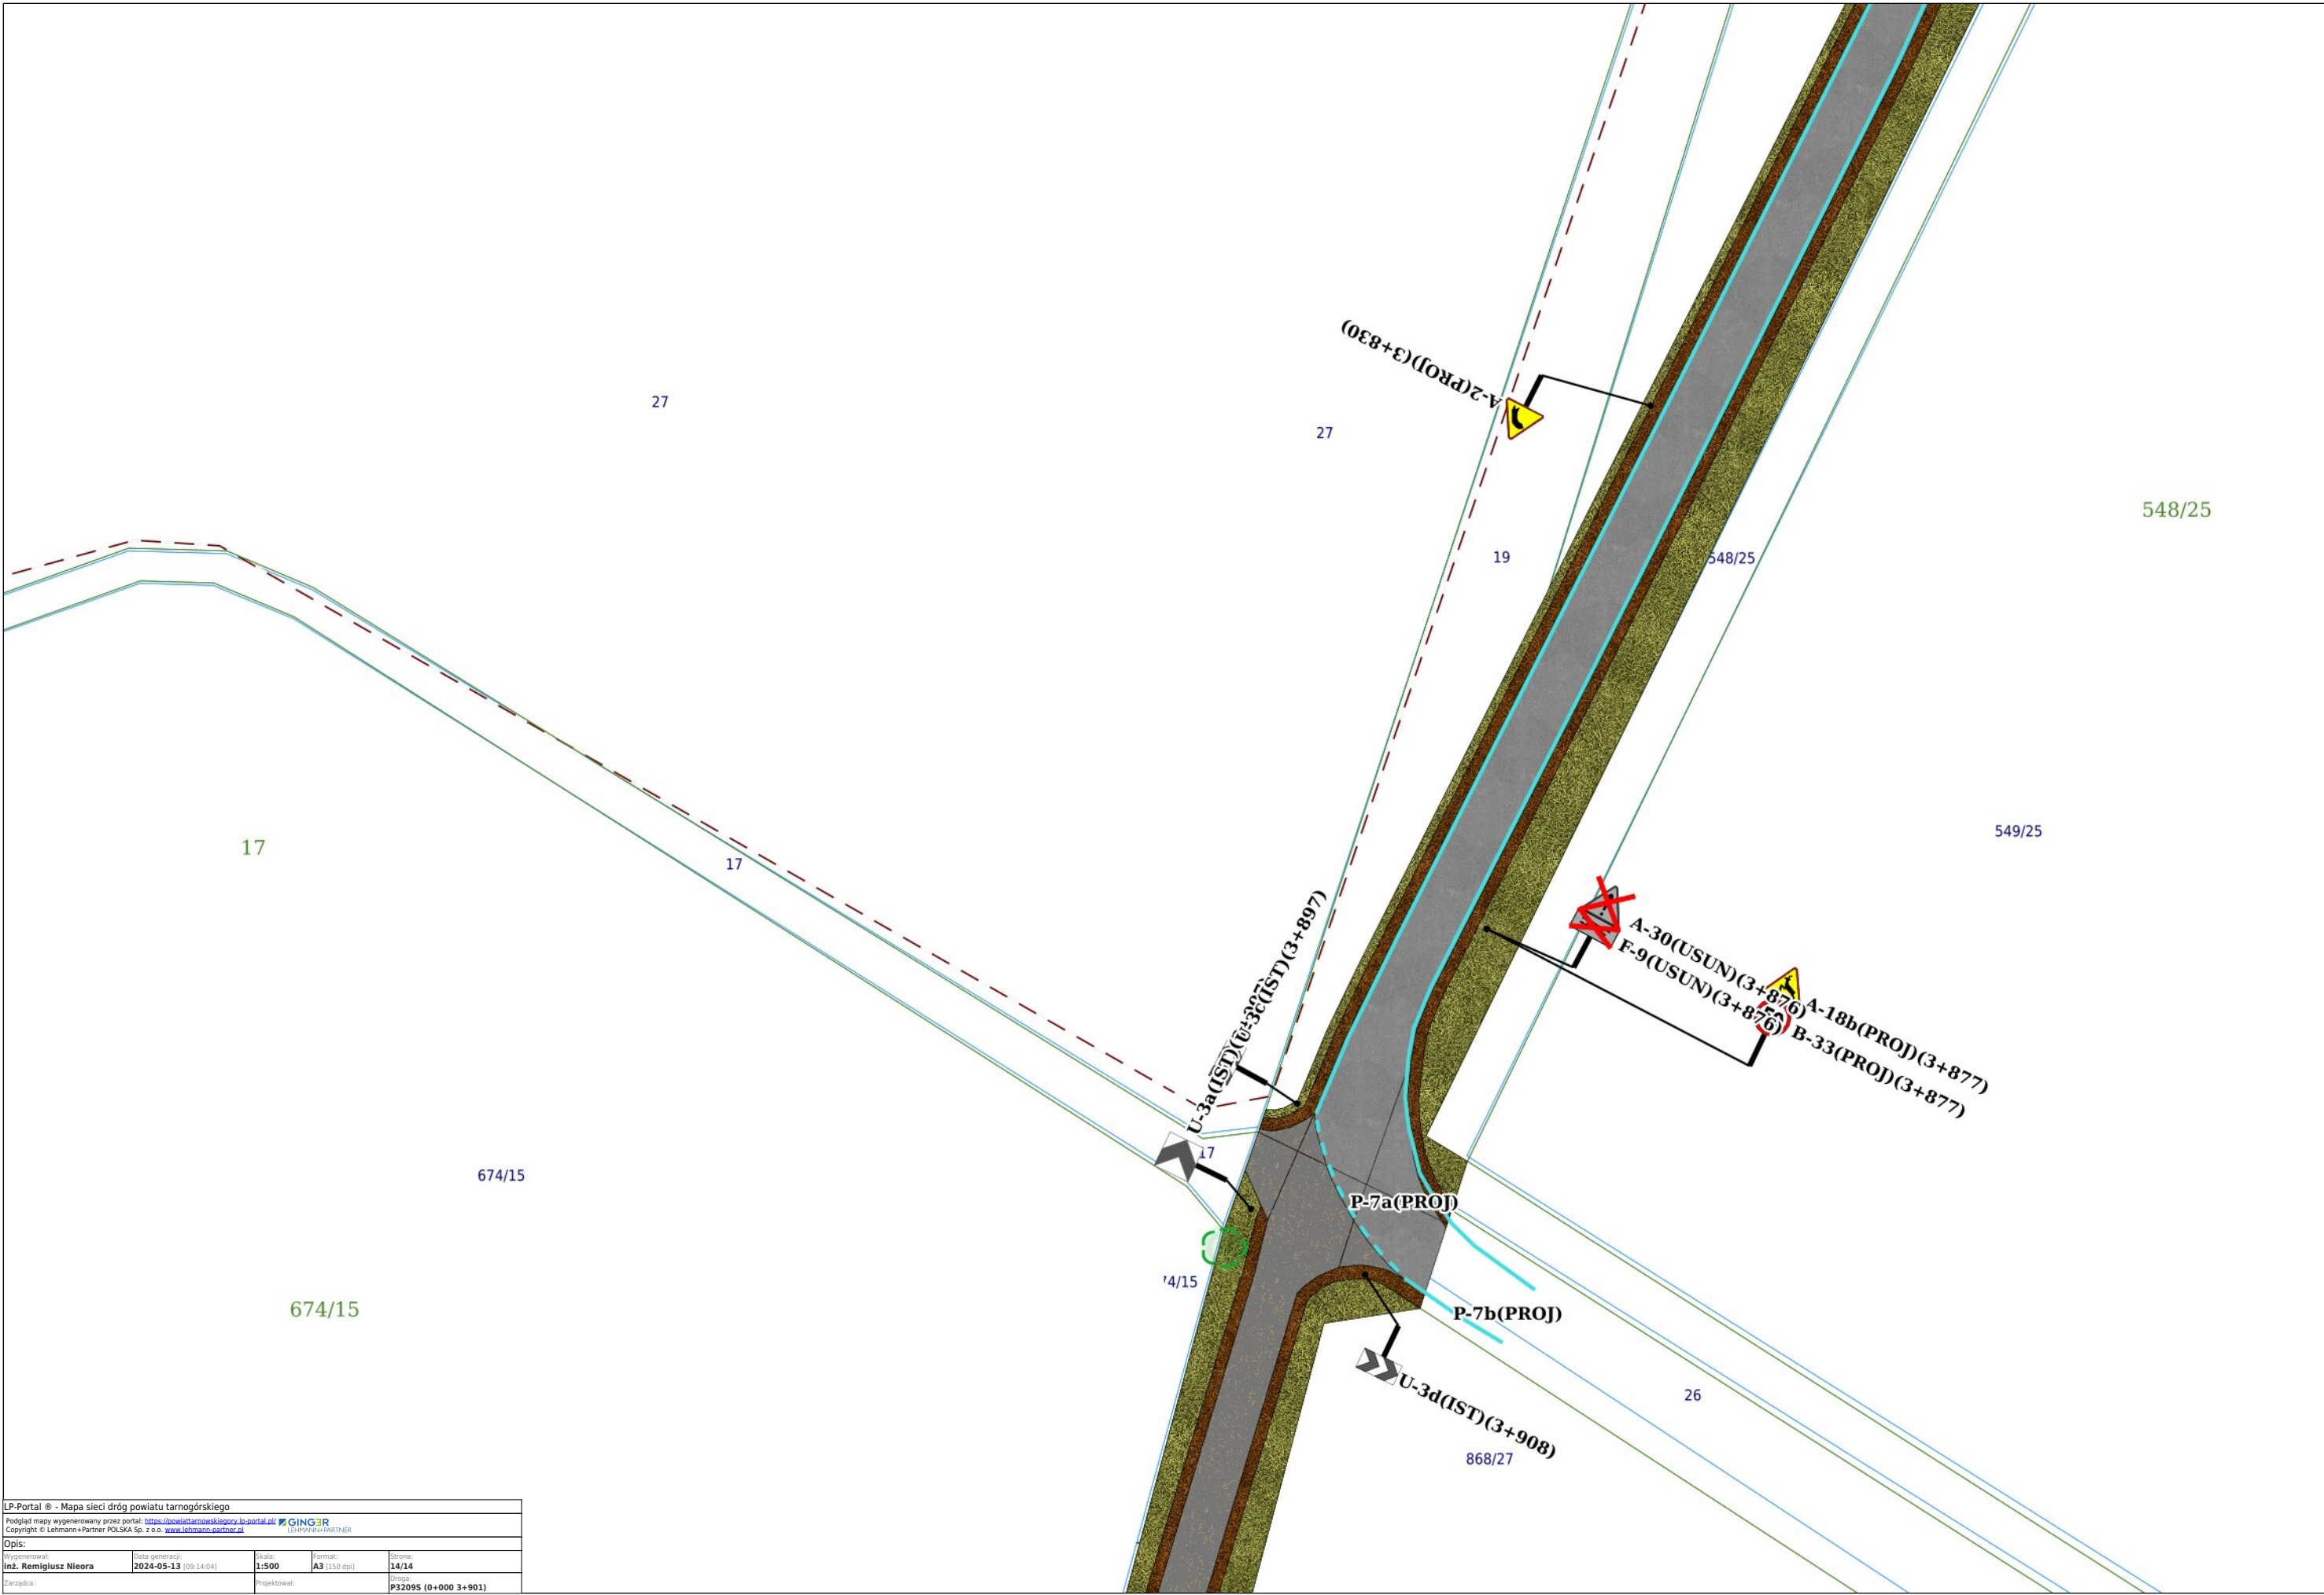 A-2(PROJ)(3+830)
27
27
548/25
19
548/25
549/25
17
17
A-30(USUN)(3+876)
F-9(USUN)(3+876)
A-18b(PROJ)(3+877)
B-33(PROJ)(3+877)
U-3c(IST)(3+897)
U-3a(IST)
17
674/15
P-7a(PROJ)
74/15
674/15
P-7b(PROJ)
U-3d(IST)(3+908)
26
868/27
LP-Portal ® - Mapa sieci dróg powiatu tarnogórskiego
Podgląd mapy wygenerowany przez portal: https://powiattarnowskiegory.lp-portal.pl/
Copyright © Lehmann+Partner POLSKA Sp. z o.o. www.lehmann-partner.pl
GINGER
LEHMANN+PARTNER
Opis:
Wygenerował: Data generacji: Skala: Format: Strona:
inż. Remigiusz Nieora 2024-05-13 [09:14:04] 1:500 A3 [150 dpi] 14/14
Zarządca: Projektował: Droga:
P3209S (0+000 3+901)